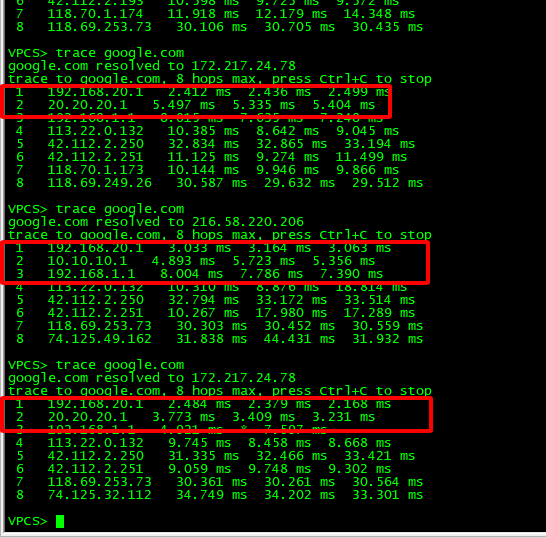 6 42.112.2.193 10.598 ms 9.725 ms 9.572 ms
7 118.70.1.174 11.918 ms 12.179 ms 14.348 ms
8 118.69.253.73 30.106 ms 30.705 ms 30.435 ms
VPCS> trace google.com
google.com resolved to 172.217.24.78
trace to google.com, 8 hops max, press Ctrl+C to stop
1 192.168.20.1 2.412 ms 2.436 ms 2.499 ms
2 20.20.20.1 5.497 ms 5.335 ms 5.404 ms
3 192.168.1.1 8.015 ms 7.635 ms 7.248 ms
4 113.22.0.132 10.385 ms 8.642 ms 9.045 ms
5 42.112.2.250 32.834 ms 32.865 ms 33.194 ms
6 42.112.2.251 11.125 ms 9.274 ms 11.499 ms
7 118.70.1.173 10.144 ms 9.946 ms 9.866 ms
8 118.69.249.26 30.587 ms 29.632 ms 29.512 ms
VPCS> trace google.com
google.com resolved to 216.58.220.206
trace to google.com, 8 hops max, press Ctrl+C to stop
1 192.168.20.1 3.033 ms 3.164 ms 3.063 ms
2 10.10.10.1 4.893 ms 5.723 ms 5.356 ms
3 192.168.1.1 8.004 ms 7.786 ms 7.390 ms
4 113.22.0.132 10.310 ms 8.876 ms 18.814 ms
5 42.112.2.250 32.794 ms 33.172 ms 33.514 ms
6 42.112.2.251 10.267 ms 17.980 ms 17.289 ms
7 118.69.253.73 30.303 ms 30.452 ms 30.559 ms
8 74.125.49.162 31.838 ms 44.431 ms 31.932 ms
VPCS> trace google.com
google.com resolved to 172.217.24.78
trace to google.com, 8 hops max, press Ctrl+C to stop
1 192.168.20.1 2.484 ms 2.379 ms 2.168 ms
2 20.20.20.1 3.773 ms 3.409 ms 3.231 ms
3 192.168.1.1 ms * 7.507 ms
4 113.22.0.132 9.745 ms 8.458 ms 8.668 ms
5 42.112.2.250 31.335 ms 32.466 ms 33.421 ms
6 42.112.2.251 9.059 ms 9.748 ms 9.302 ms
7 118.69.253.73 30.361 ms 30.261 ms 30.564 ms
8 74.125.32.112 34.749 ms 34.202 ms 33.301 ms
VPCS>